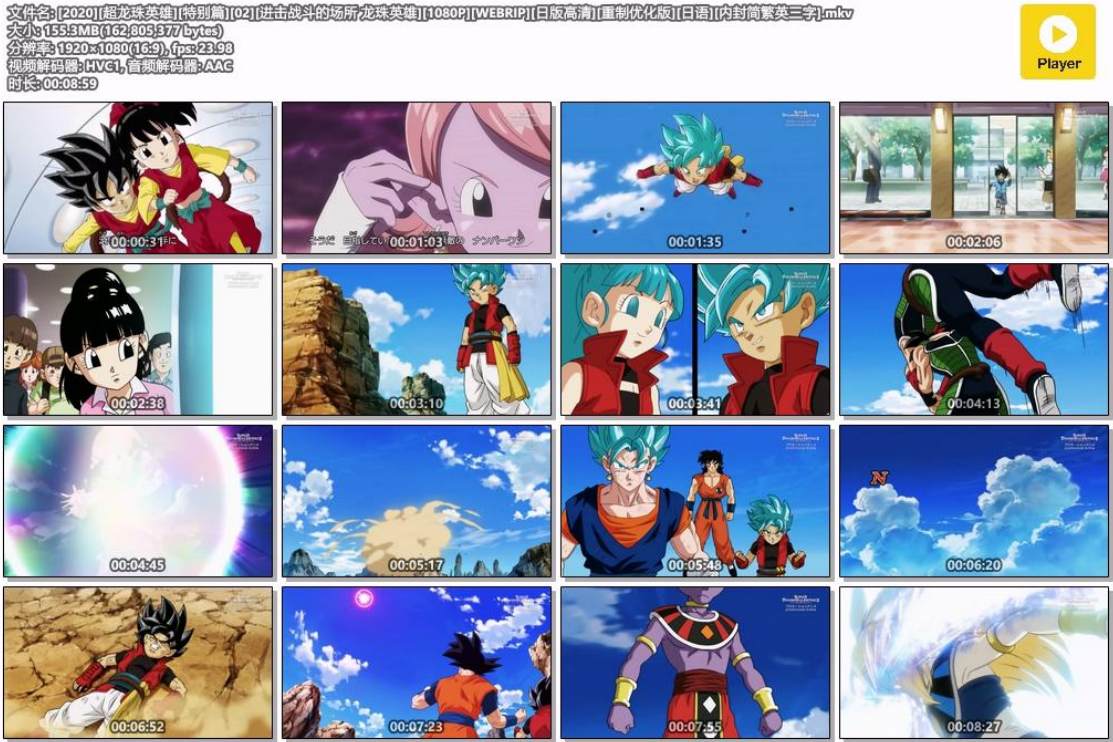 文件名: [2020][超龙珠英雄][特别篇][02][进击战斗的场所 龙珠英雄][1080P][WEBRIP][日版高清][重制优化版][日语][内封简繁英三字].mkv
大小: 155.3MB(162,805,377 bytes)
分辨率: 1920×1080(16:9), fps: 23.98
视频解码器: HVC1, 音频解码器: AAC
时长: 00:08:59
Player
00:00:31
00:01:03
00:01:35
00:02:06
00:02:38
00:03:10
00:03:41
00:04:13
00:04:45
00:05:17
00:05:48
N
00:06:20
00:06:52
00:07:23
00:07:55
00:08:27